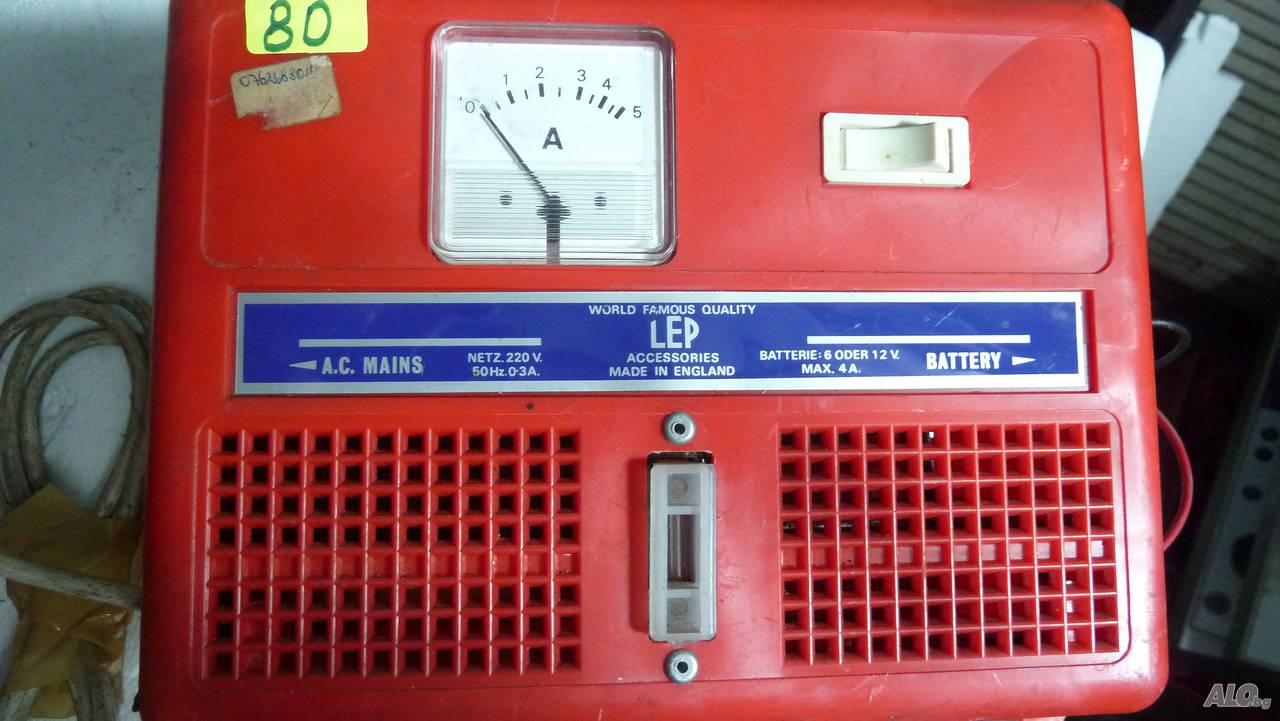 80
0 1 2 3 4 5
A
WORLD FAMOUS QUALITY
LEP
ACCESSORIES
MADE IN ENGLAND
A.C. MAINS
NETZ. 220 V.
50Hz. 0·3A.
BATTERIE: 6 ODER 12 V.
MAX. 4A.
BATTERY
ALO.bg